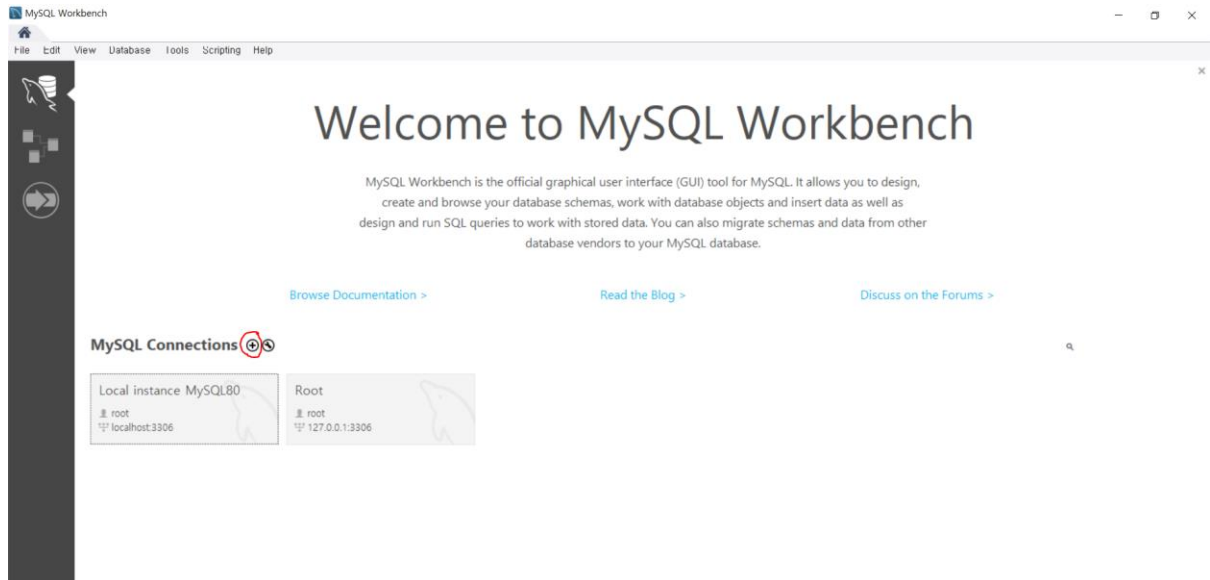 MySQL Workbench
File Edit View Database Tools Scripting Help
Welcome to MySQL Workbench
MySQL Workbench is the official graphical user interface (GUI) tool for MySQL. It allows you to design,
create and browse your database schemas, work with database objects and insert data as well as
design and run SQL queries to work with stored data. You can also migrate schemas and data from other
database vendors to your MySQL database.
Browse Documentation >
Read the Blog >
Discuss on the Forums >
MySQL Connections
Local instance MySQL80
root
localhost:3306
Root
root
127.0.0.1:3306